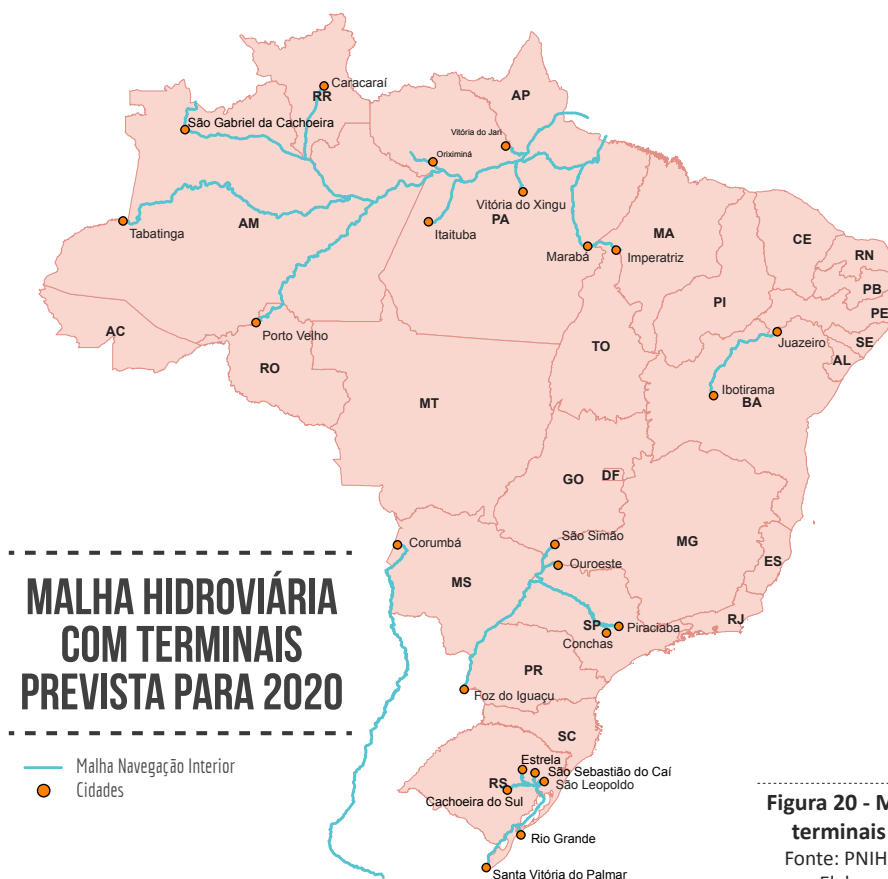 Caracaraí
RR
AP
São Gabriel da Cachoeira
Vitória do Jari
Oriximiná
Vitória do Xingu
PA
Tabatinga
AM
Itaituba
Marabá
Imperatriz
MA
CE
RN
PB
PE
PI
SE
AL
Juazeiro
Ibotirama
BA
AC
Porto Velho
RO
TO
MT
GO
DF
MG
ES
RJ
Corumbá
MS
São Simão
Ouroeste
SP
Piraciaba
Conchas
PR
Foz do Iguaçu
SC
Estrela
São Sebastião do Caí
São Leopoldo
RS
Cachoeira do Sul
Rio Grande
Santa Vitória do Palmar
MALHA HIDROVIÁRIA
COM TERMINAIS
PREVISTA PARA 2020
Malha Navegação Interior
Cidades
Figura 20 - M
terminais
Fonte: PNIH